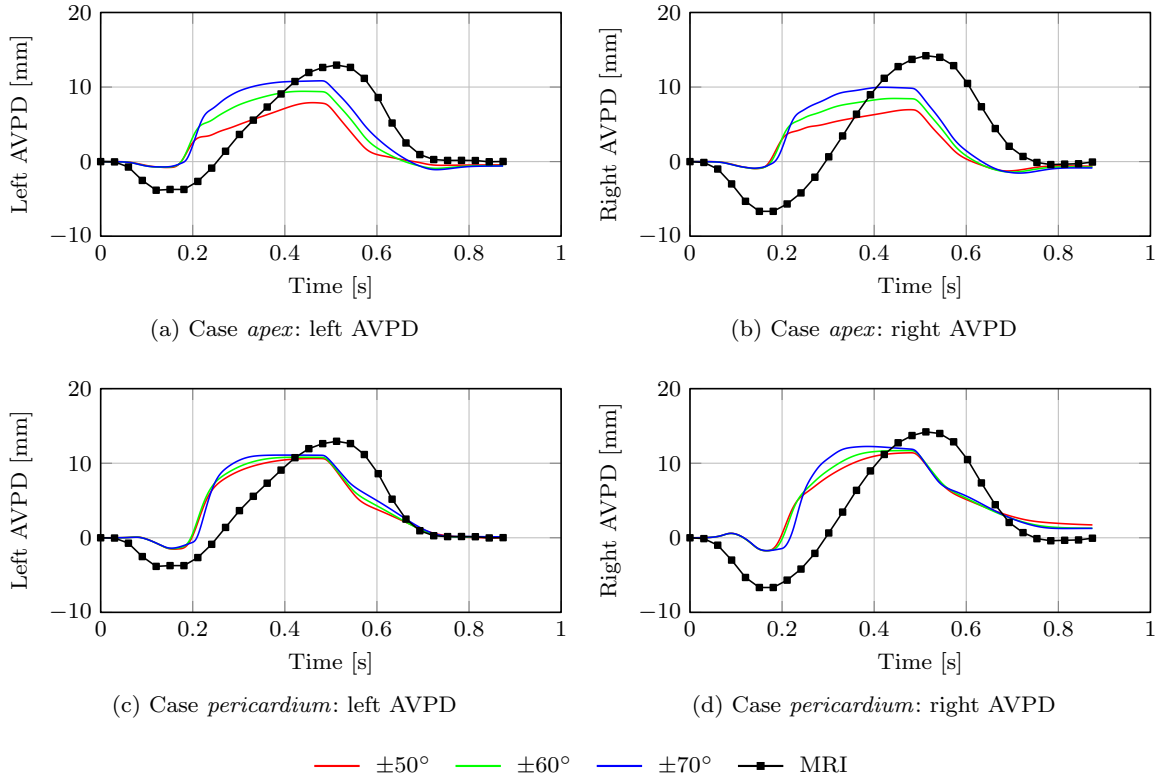 20
10
0
−10
Left AVPD [mm]
0 0.2 0.4 0.6 0.8 1
Time [s]
(a) Case apex: left AVPD
20
10
0
−10
Right AVPD [mm]
0 0.2 0.4 0.6 0.8 1
Time [s]
(b) Case apex: right AVPD
20
10
0
−10
Left AVPD [mm]
0 0.2 0.4 0.6 0.8 1
Time [s]
(c) Case pericardium: left AVPD
20
10
0
−10
Right AVPD [mm]
0 0.2 0.4 0.6 0.8 1
Time [s]
(d) Case pericardium: right AVPD
±50° ±60° ±70° MRI